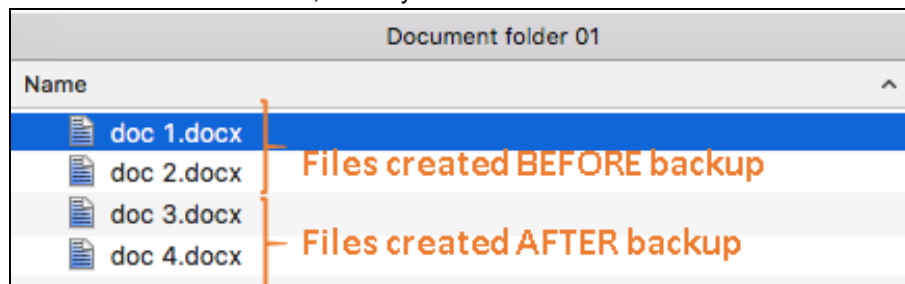 Document folder 01
Name
doc 1.docx
doc 2.docx
Files created BEFORE backup
doc 3.docx
doc 4.docx
Files created AFTER backup